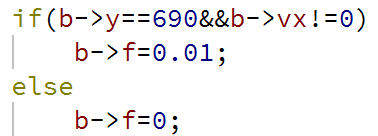 if(b->y==690&&b->vx!=0)
    b->f=0.01;
else
    b->f=0;